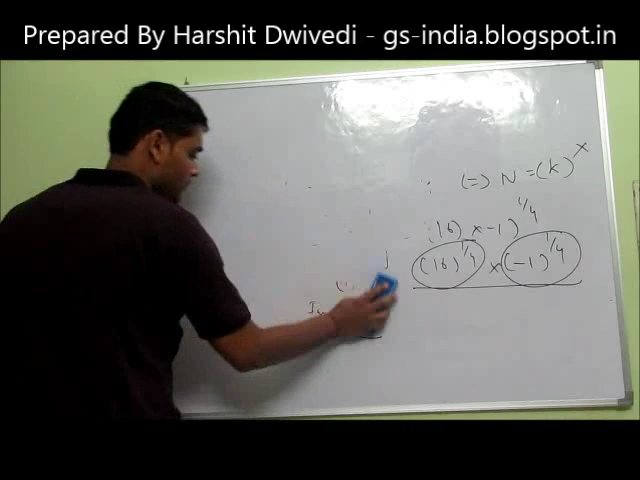 Prepared By Harshit Dwivedi - gs-india.blogspot.in
(=) N = (k)^x
(16) x -1)^1/4
(16)^1/4 x (-1)^1/4